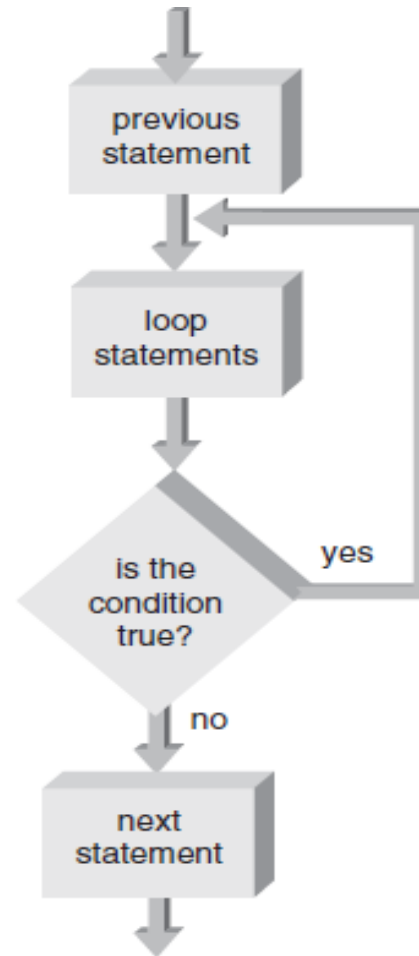 previous
statement
loop
statements
is the
condition
true?
yes
no
next
statement